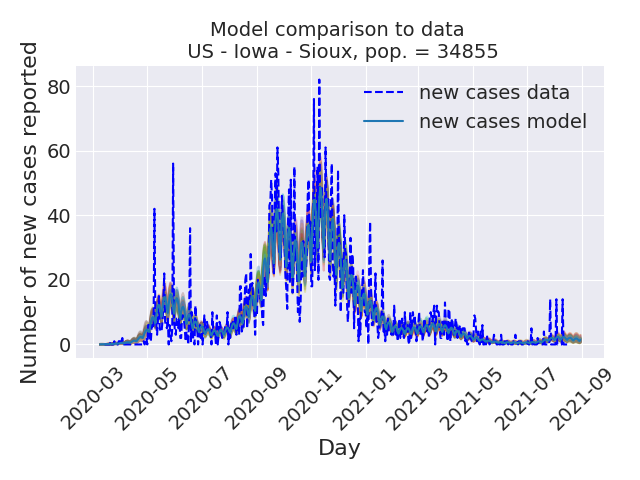 Model comparison to data
US - Iowa - Sioux, pop. = 34855
Number of new cases reported
80
60
40
20
0
new cases data
new cases model
2020-03
2020-05
2020-07
2020-09
2020-11
2021-01
2021-03
2021-05
2021-07
2021-09
Day